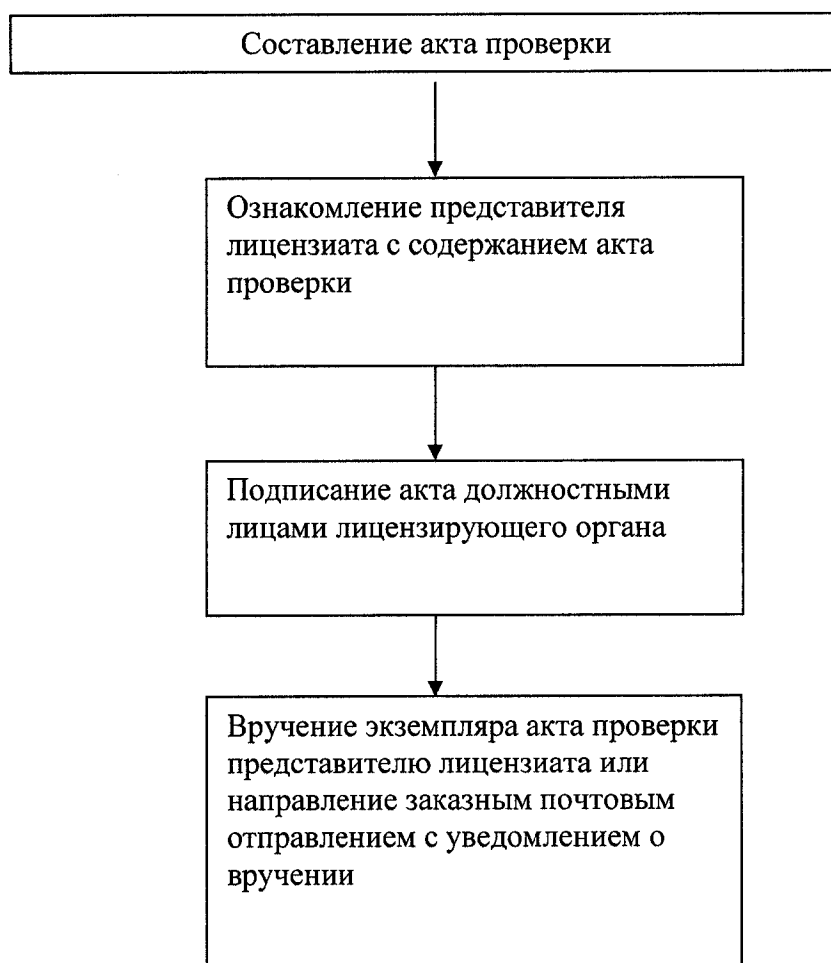 Составление акта проверки
Ознакомление представителя
лицензиата с содержанием акта
проверки
Подписание акта должностными
лицами лицензирующего органа
Вручение экземпляра акта проверки
представителю лицензиата или
направление заказным почтовым
отправлением с уведомлением о
вручении